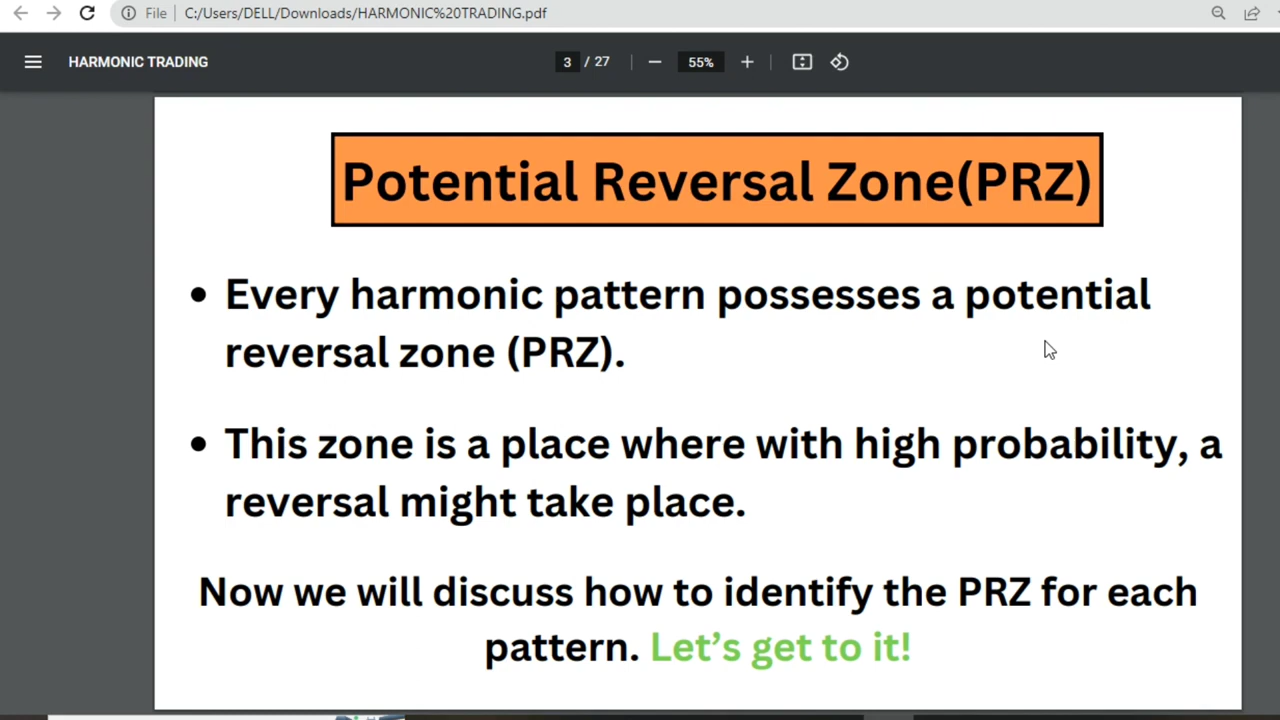 File
C:/Users/DELL/Downloads/HARMONIC%20TRADING.pdf
HARMONIC TRADING
3 / 27
55%
Potential Reversal Zone(PRZ)
• Every harmonic pattern possesses a potential
reversal zone (PRZ).
• This zone is a place where with high probability, a
reversal might take place.
Now we will discuss how to identify the PRZ for each
pattern. Let's get to it!